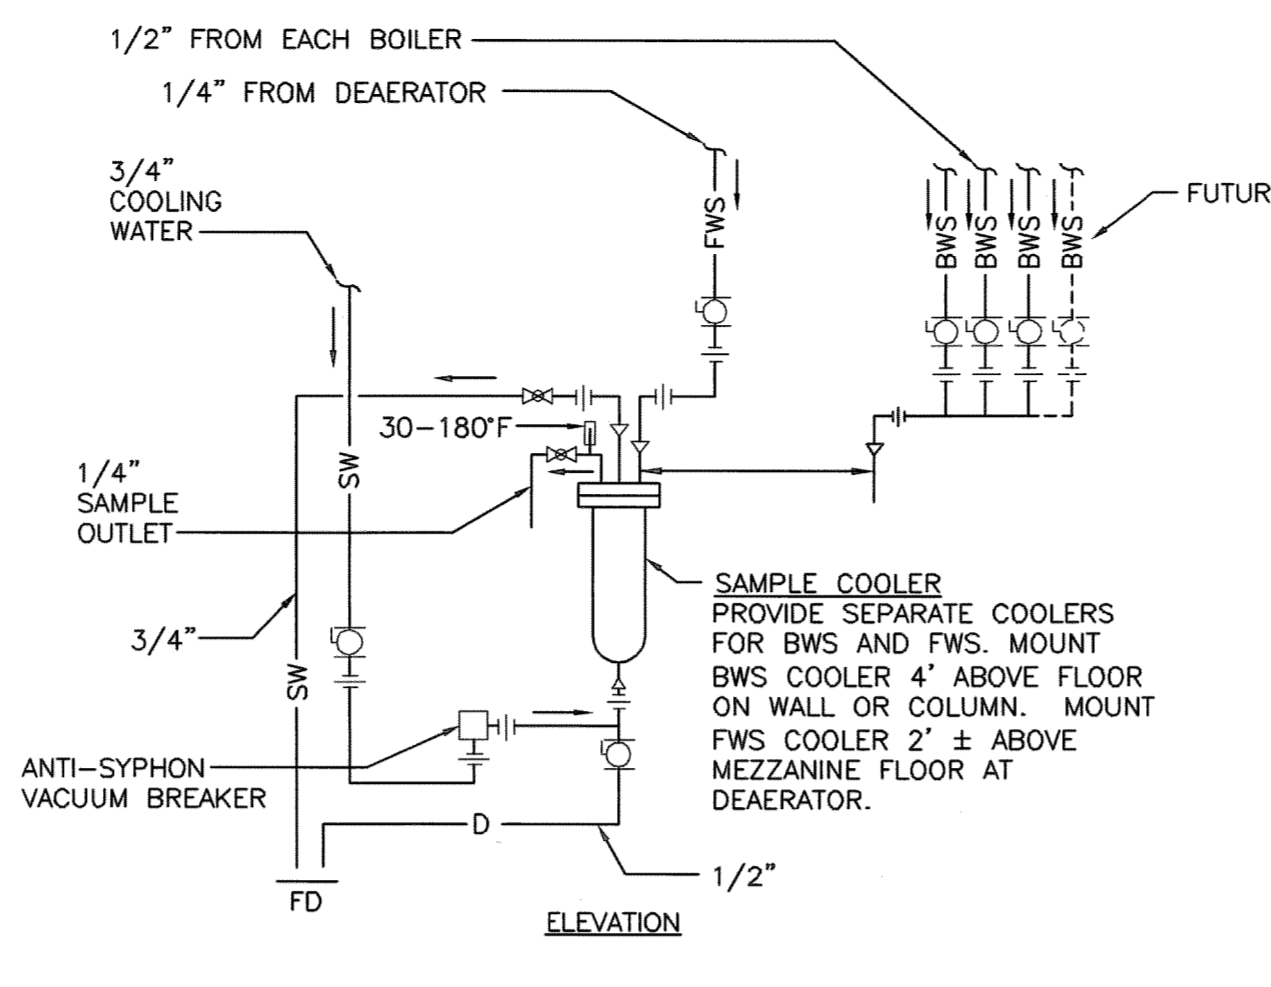 1/2" FROM EACH BOILER
1/4" FROM DEAERATOR
3/4"
COOLING
WATER
FUTUR
FWS
BWS
BWS
BWS
BWS
30-180°F
SW
1/4"
SAMPLE
OUTLET
SAMPLE COOLER
PROVIDE SEPARATE COOLERS
FOR BWS AND FWS. MOUNT
BWS COOLER 4' ABOVE FLOOR
ON WALL OR COLUMN. MOUNT
FWS COOLER 2' ± ABOVE
MEZZANINE FLOOR AT
DEAERATOR.
3/4"
SW
ANTI-SYPHON
VACUUM BREAKER
D
1/2"
FD
ELEVATION